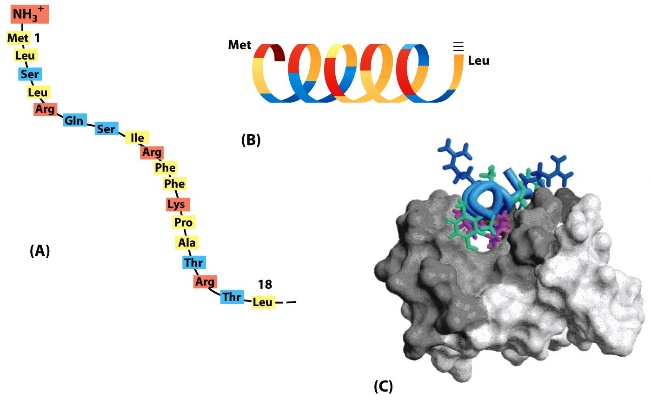 NH3+
Met 1
Leu
Ser
Leu
Arg
Gln
Ser
Ile
Arg
Phe
Phe
Lys
Pro
Ala
Thr
Arg
Thr
18
Leu
(A)
Met
Leu
(B)
(C)